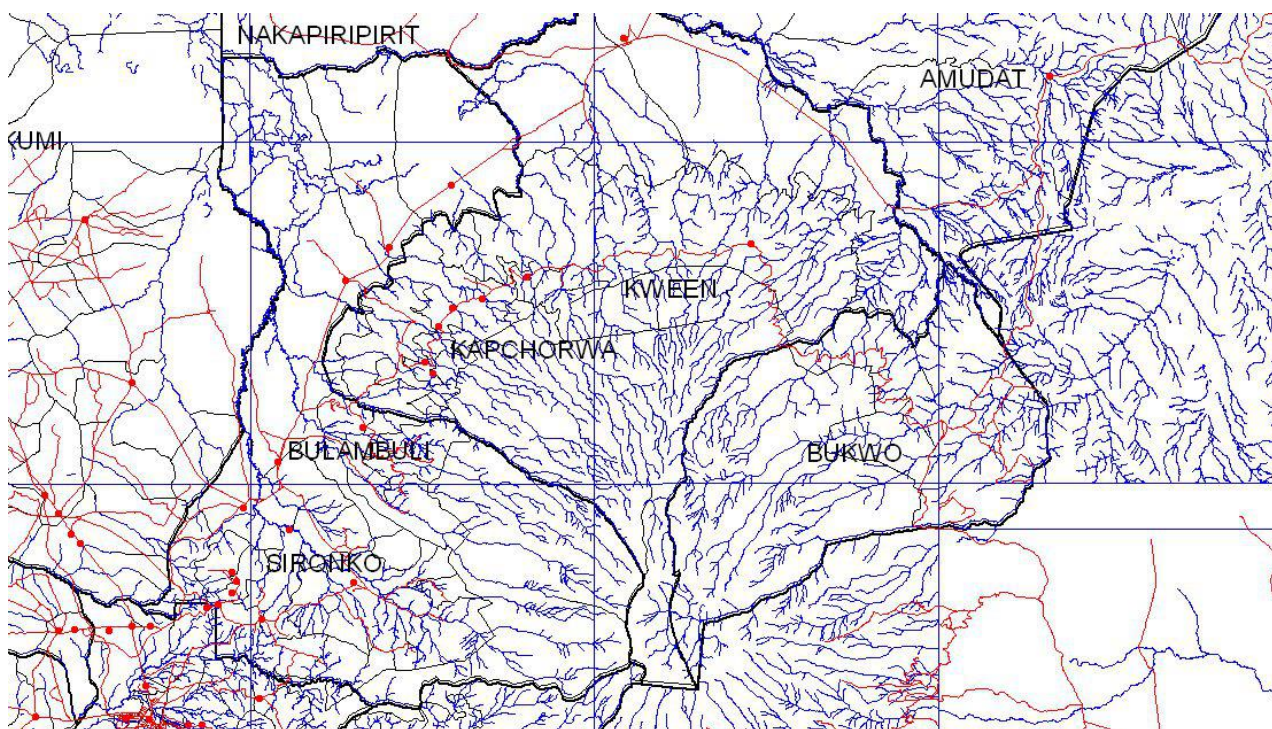 NAKAPIRIPIRIT
AMUDAT
KUMI
KWEEN
KAPCHORWA
BULAMBULI
BUKWO
SIRONKO